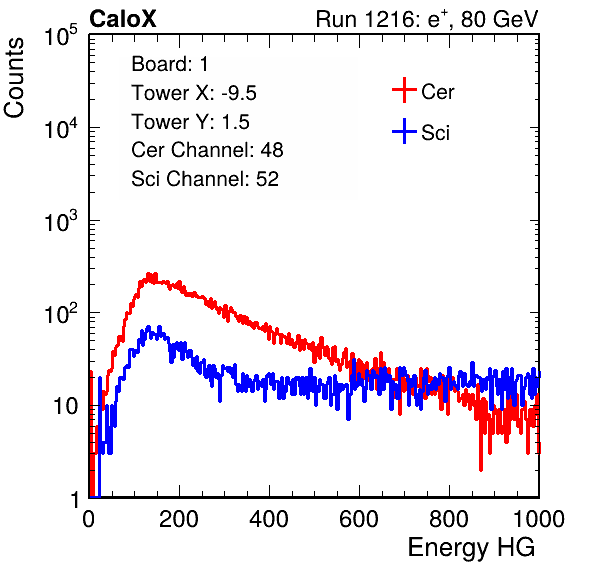 CaloX Run 1216: e⁺, 80 GeV
Counts
10⁵
10⁴
10³
10²
10
1
Board: 1
Tower X: -9.5
Tower Y: 1.5
Cer Channel: 48
Sci Channel: 52
Cer
Sci
0 200 400 600 800 1000
Energy HG